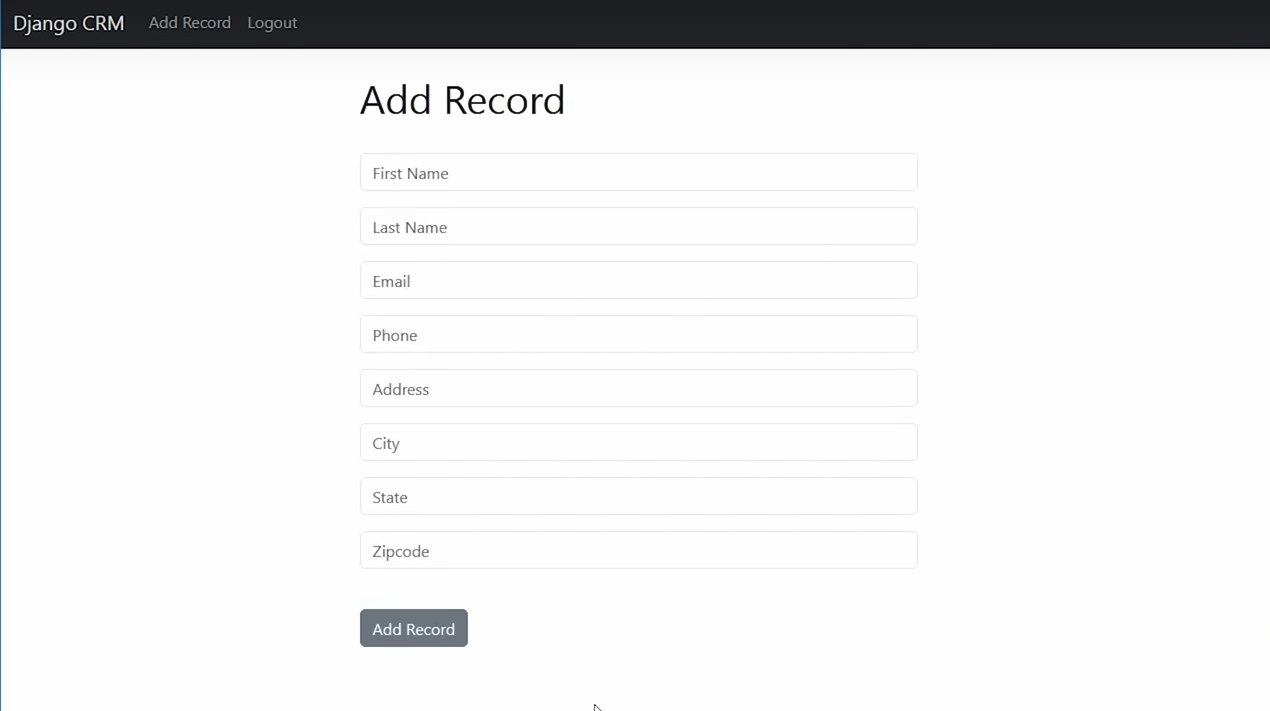 Django CRM Add Record Logout
Add Record
First Name
Last Name
Email
Phone
Address
City
State
Zipcode
Add Record